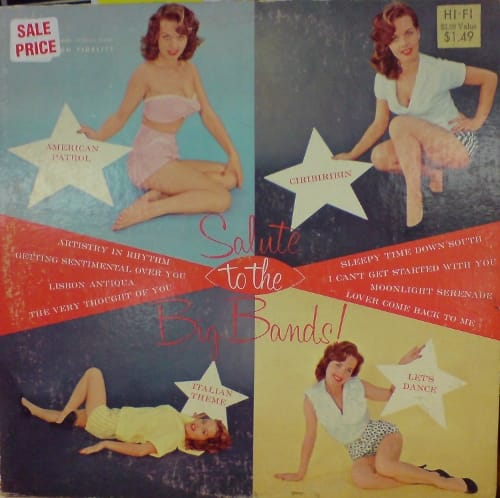 SALE
PRICE
FIDELITY
HI-FI
$1.49
AMERICAN
PATROL
CIRIBIRIBIN
Salute
to the
Big Bands!
ARTISTRY IN RHYTHM
GETTING SENTIMENTAL OVER YOU
LISBON ANTIQUA
THE VERY THOUGHT OF YOU
SLEEPY TIME DOWN SOUTH
I CAN'T GET STARTED WITH YOU
MOONLIGHT SERENADE
LOVER COME BACK TO ME
ITALIAN
THEME
LET'S
DANCE